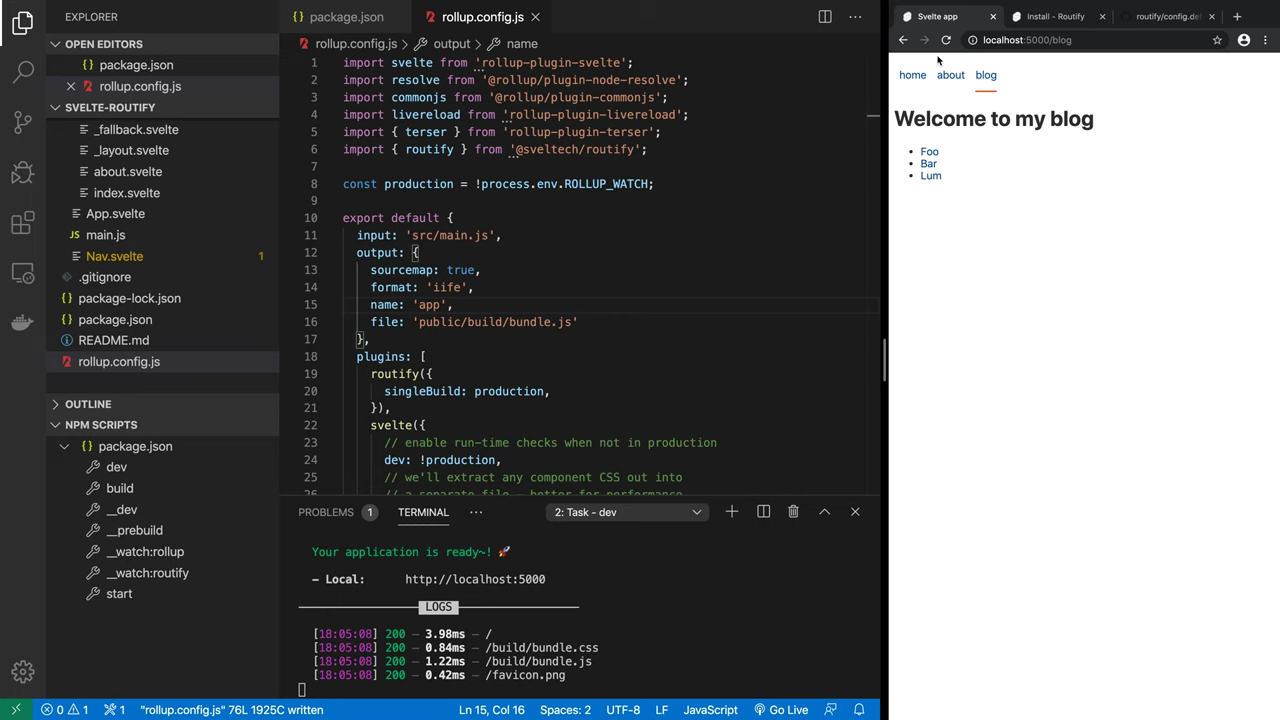 EXPLORER
OPEN EDITORS
package.json
rollup.config.js
SVELTE-ROUTIFY
_fallback.svelte
_layout.svelte
about.svelte
index.svelte
App.svelte
JS main.js
Nav.svelte 1
.gitignore
package-lock.json
package.json
README.md
rollup.config.js
OUTLINE
NPM SCRIPTS
package.json
dev
build
__dev
__prebuild
__watch:rollup
__watch:routify
start
package.json
rollup.config.js
rollup.config.js > output > name
1 import svelte from 'rollup-plugin-svelte';
2 import resolve from '@rollup/plugin-node-resolve';
3 import commonjs from '@rollup/plugin-commonjs';
4 import livereload from 'rollup-plugin-livereload';
5 import { terser } from 'rollup-plugin-terser';
6 import { routify } from '@sveltech/routify';
7
8 const production = !process.env.ROLLUP_WATCH;
9
10 export default {
11 input: 'src/main.js',
12 output: {
13 sourcemap: true,
14 format: 'iife',
15 name: 'app',
16 file: 'public/build/bundle.js'
17 },
18 plugins: [
19 routify({
20 singleBuild: production,
21 }),
22 svelte({
23 // enable run-time checks when not in production
24 dev: !production,
25 // we'll extract any component CSS out into
26 // a separate file — better for performance
PROBLEMS 1 TERMINAL ··· 2: Task - dev
Your application is ready~! 🚀
– Local: http://localhost:5000
LOGS
[18:05:08] 200 – 3.98ms – /
[18:05:08] 200 – 0.84ms – /build/bundle.css
[18:05:08] 200 – 1.22ms – /build/bundle.js
[18:05:08] 200 – 0.42ms – /favicon.png
0 1 1 "rollup.config.js" 76L 1925C written Ln 15, Col 16 Spaces: 2 UTF-8 LF JavaScript Go Live
Svelte app
Install - Routify
routify/config.de
localhost:5000/blog
home about blog
Welcome to my blog
Foo
Bar
Lum